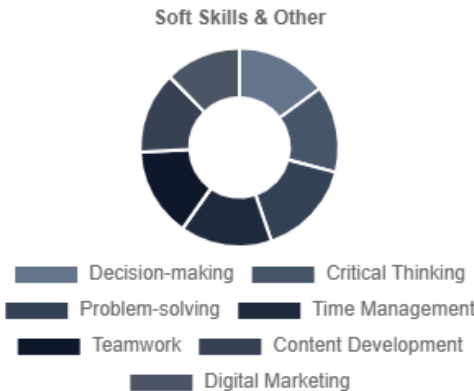 Soft Skills & Other
Decision-making Critical Thinking
Problem-solving Time Management
Teamwork Content Development
Digital Marketing